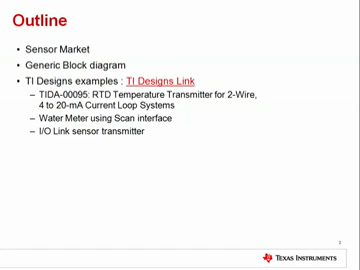 Outline
• Sensor Market
• Generic Block diagram
• TI Designs examples : TI Designs Link
– TIDA-00095: RTD Temperature Transmitter for 2-Wire,
4 to 20-mA Current Loop Systems
– Water Meter using Scan interface
– I/O Link sensor transmitter
2
TEXAS INSTRUMENTS